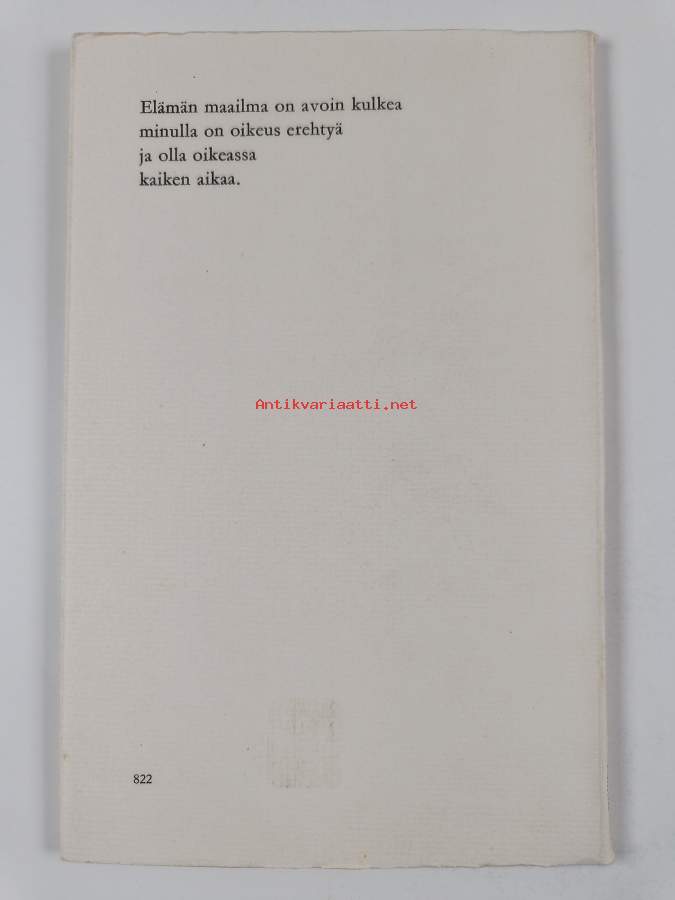 Elämän maailma on avoin kulkea
minulla on oikeus erehtyä
ja olla oikeassa
kaiken aikaa.
Antikvariaatti.net
822